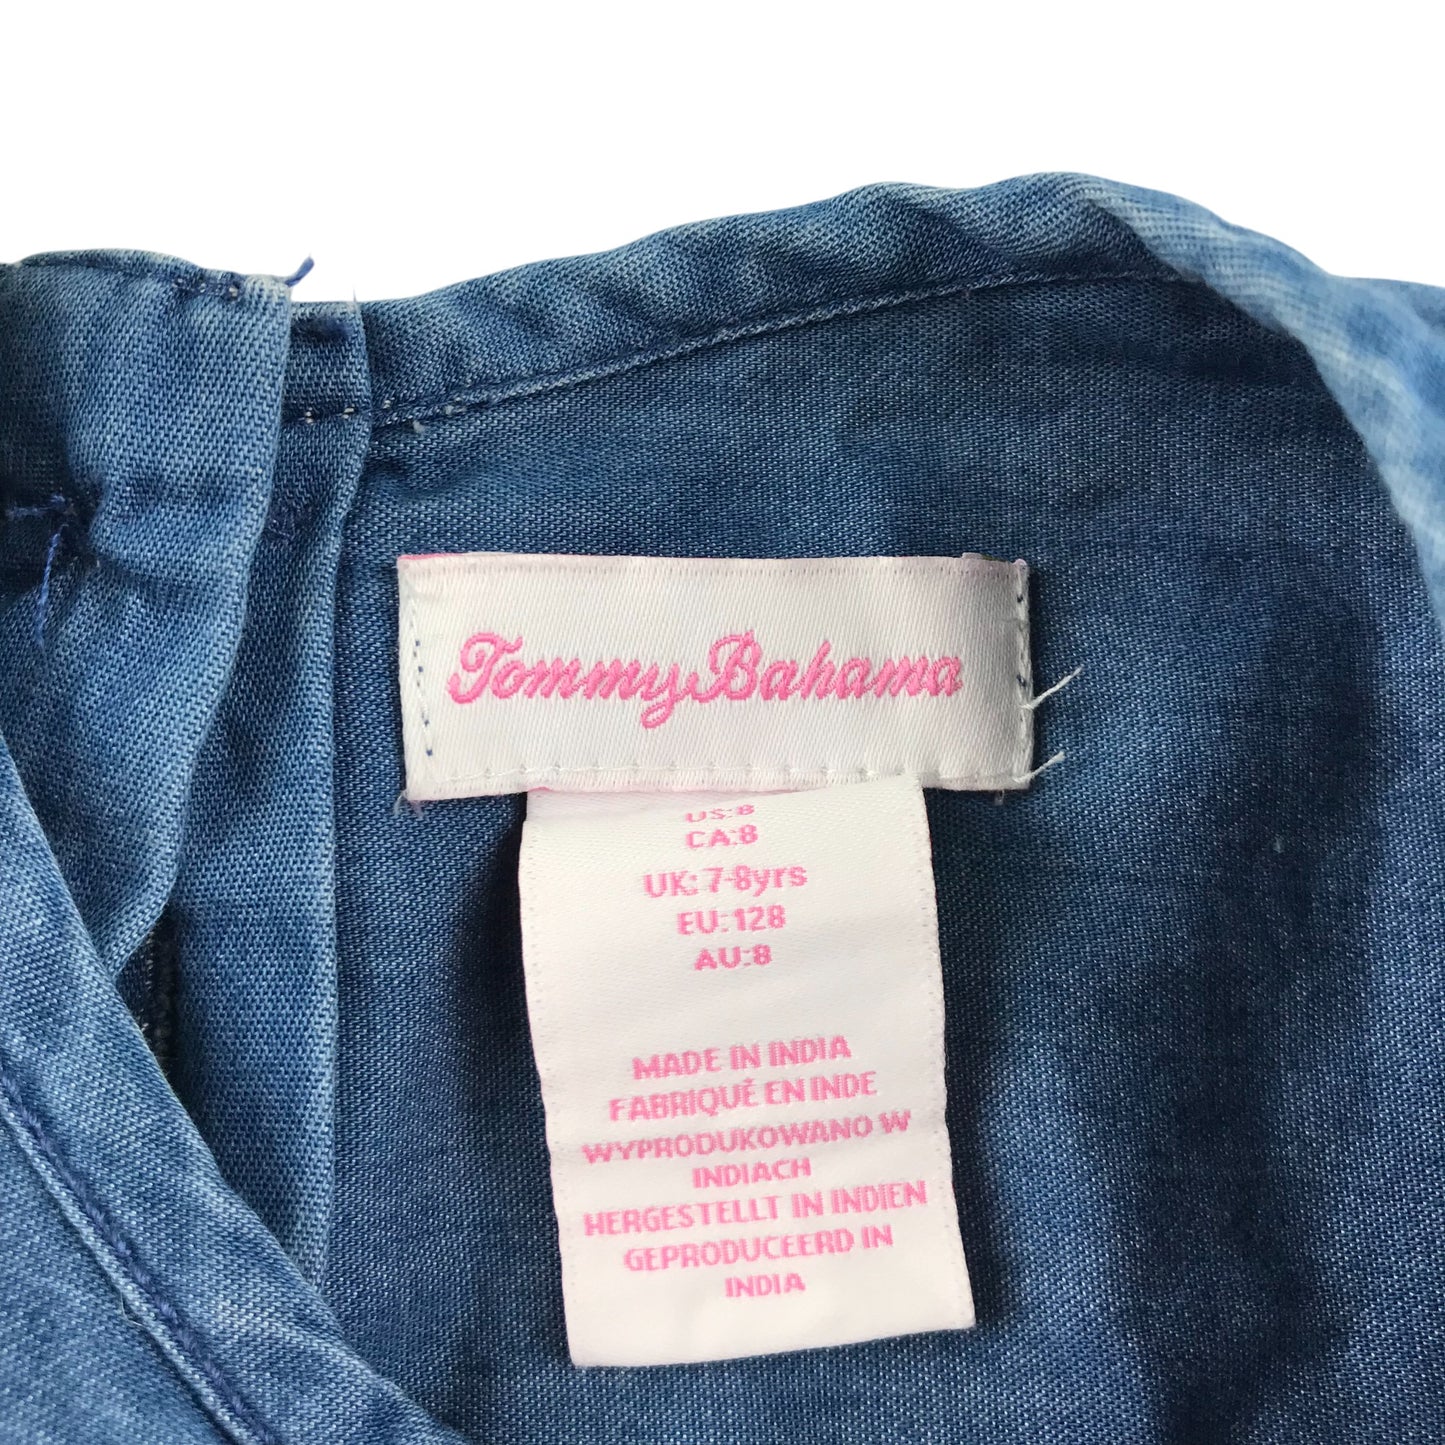 Tommy Bahama
US:8
CA:8
UK: 7-8yrs
EU:128
AU:8
MADE IN INDIA
FABRIQUÉ EN INDE
WYPRODUKOWANO W
INDIACH
HERGESTELLT IN INDIEN
GEPRODUCEERD IN
INDIA